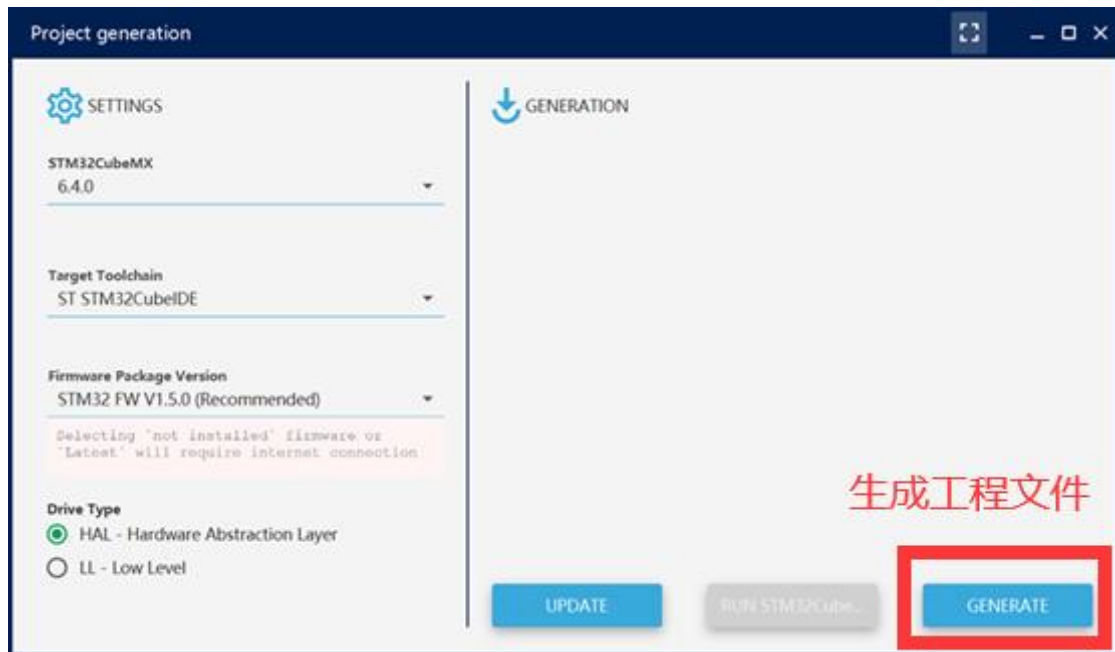 Project generation
SETTINGS
STM32CubeMX
6.4.0
Target Toolchain
ST STM32CubeIDE
Firmware Package Version
STM32 FW V1.5.0 (Recommended)
Selecting 'not installed' firmware or
'Latest' will require internet connection
Drive Type
HAL - Hardware Abstraction Layer
LL - Low Level
GENERATION
生成工程文件
UPDATE
RUN STM32Cube...
GENERATE